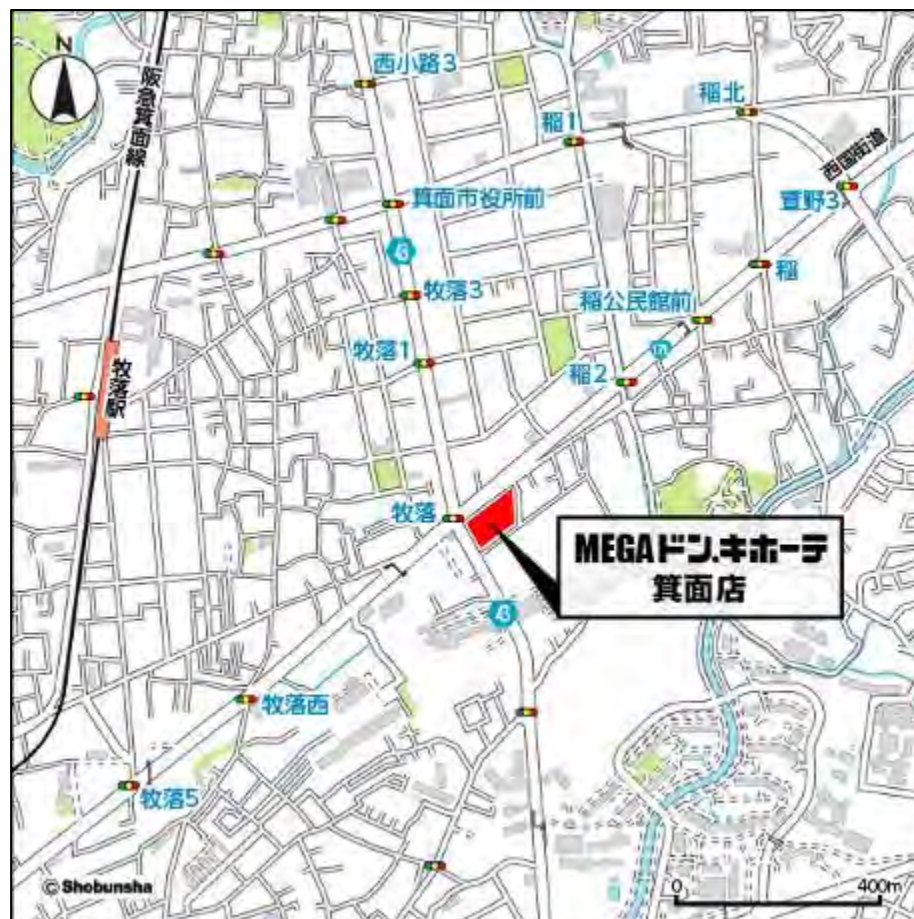 N
阪急箕面線
西小路3
稲北
稲1
西国街道
萱野3
箕面市役所前
43
稲
牧落3
稲公民館前
171
牧落1
稲2
牧落駅
牧落
MEGAドン.キホーテ
箕面店
43
牧落西
牧落5
© Shobunsha
0
400m